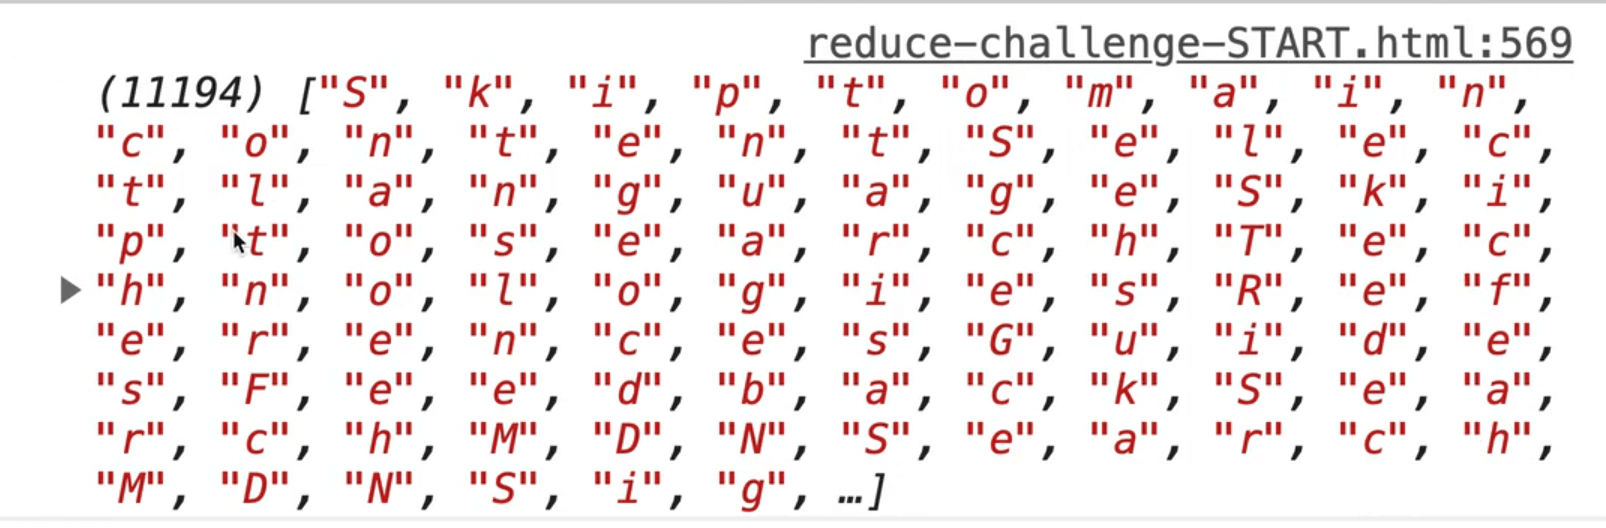 reduce-challenge-START.html:569
(11194) ["S", "k", "i", "p", "t", "o", "m", "a", "i", "n",
"c", "o", "n", "t", "e", "n", "t", "S", "e", "l", "e", "c",
"t", "l", "a", "n", "g", "u", "a", "g", "e", "S", "k", "i",
"p", "t", "o", "s", "e", "a", "r", "c", "h", "T", "e", "c",
"h", "n", "o", "l", "o", "g", "i", "e", "s", "R", "e", "f",
"e", "r", "e", "n", "c", "e", "s", "G", "u", "i", "d", "e",
"s", "F", "e", "e", "d", "b", "a", "c", "k", "S", "e", "a",
"r", "c", "h", "M", "D", "N", "S", "e", "a", "r", "c", "h",
"M", "D", "N", "S", "i", "g", …]